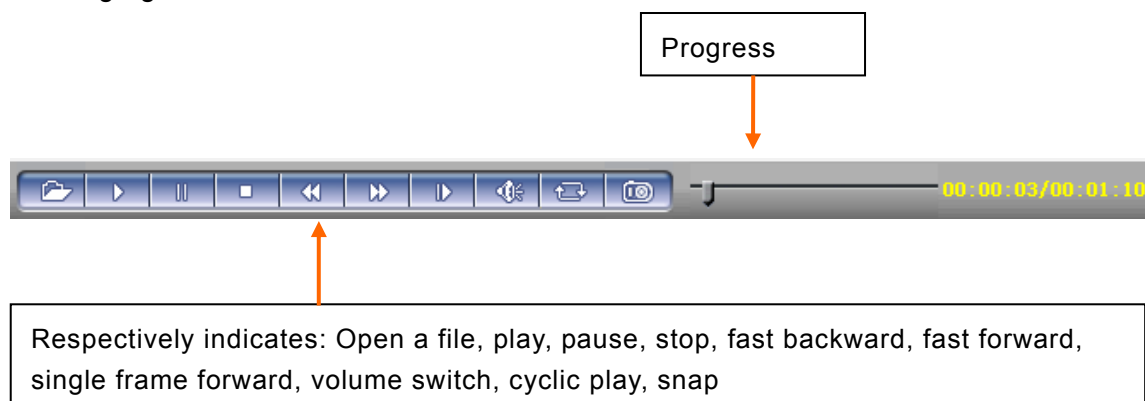 Progress
00:00:03/00:01:10
Respectively indicates: Open a file, play, pause, stop, fast backward, fast forward,
single frame forward, volume switch, cyclic play, snap